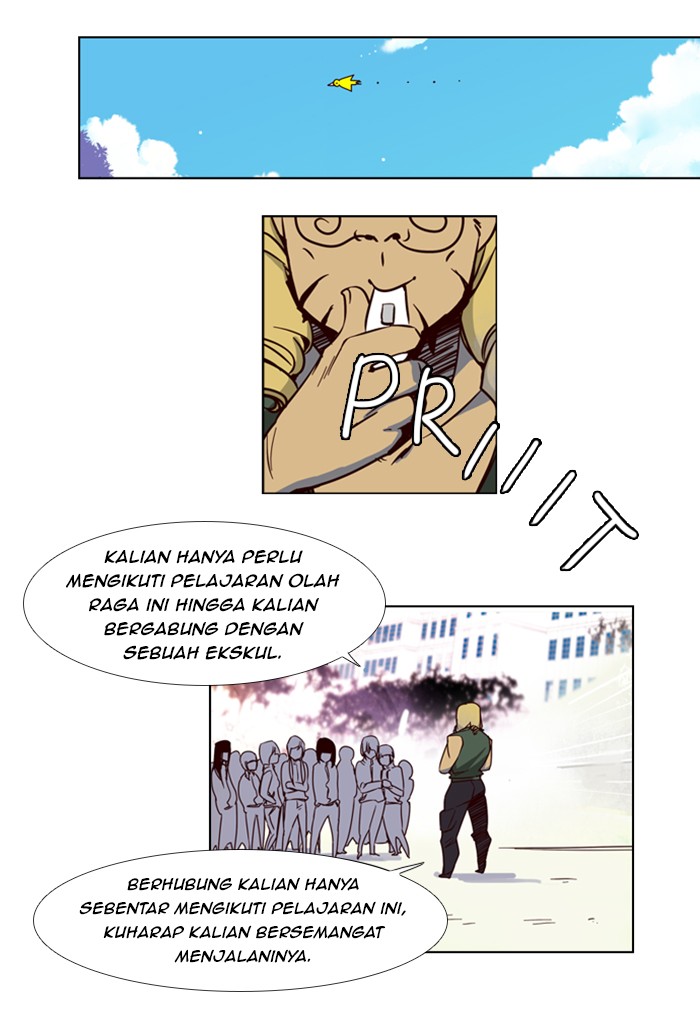 PRIIIIT
KALIAN HANYA PERLU
MENGIKUTI PELAJARAN OLAH
RAGA INI HINGGA KALIAN
BERGABUNG DENGAN
SEBUAH EKSKUL.
BERHUBUNG KALIAN HANYA
SEBENTAR MENGIKUTI PELAJARAN INI,
KUHARAP KALIAN BERSEMANGAT
MENJALANINYA.